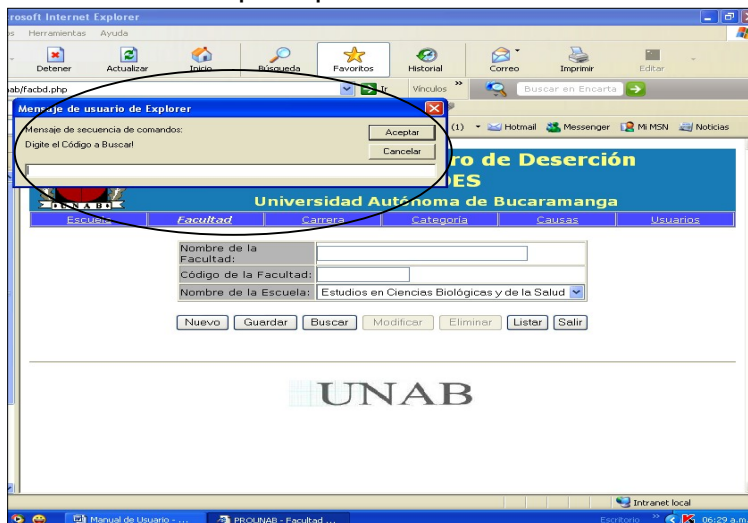 rosoft Internet Explorer
Herramientas Ayuda
Detener Actualizar Inicio Búsqueda Favoritos Historial Correo Imprimir Editar
ab/facbd.php Ir Vínculos » Buscar en Encarta
Mensaje de usuario de Explorer
Mensaje de secuencia de comandos:
Digite el Código a Buscar!
Aceptar
Cancelar
(1) Hotmail Messenger Mi MSN Noticias
ro de Deserción
DES
Universidad Autónoma de Bucaramanga
UNAB
Escuela Facultad Carrera Categoría Causas Usuarios
Nombre de la Facultad:
Código de la Facultad:
Nombre de la Escuela: Estudios en Ciencias Biológicas y de la Salud
Nuevo Guardar Buscar Modificar Eliminar Listar Salir
UNAB
Intranet local
Manual de Usuario - ... PROUNAB - Facultad ... Escritorio » 06:29 a.m.